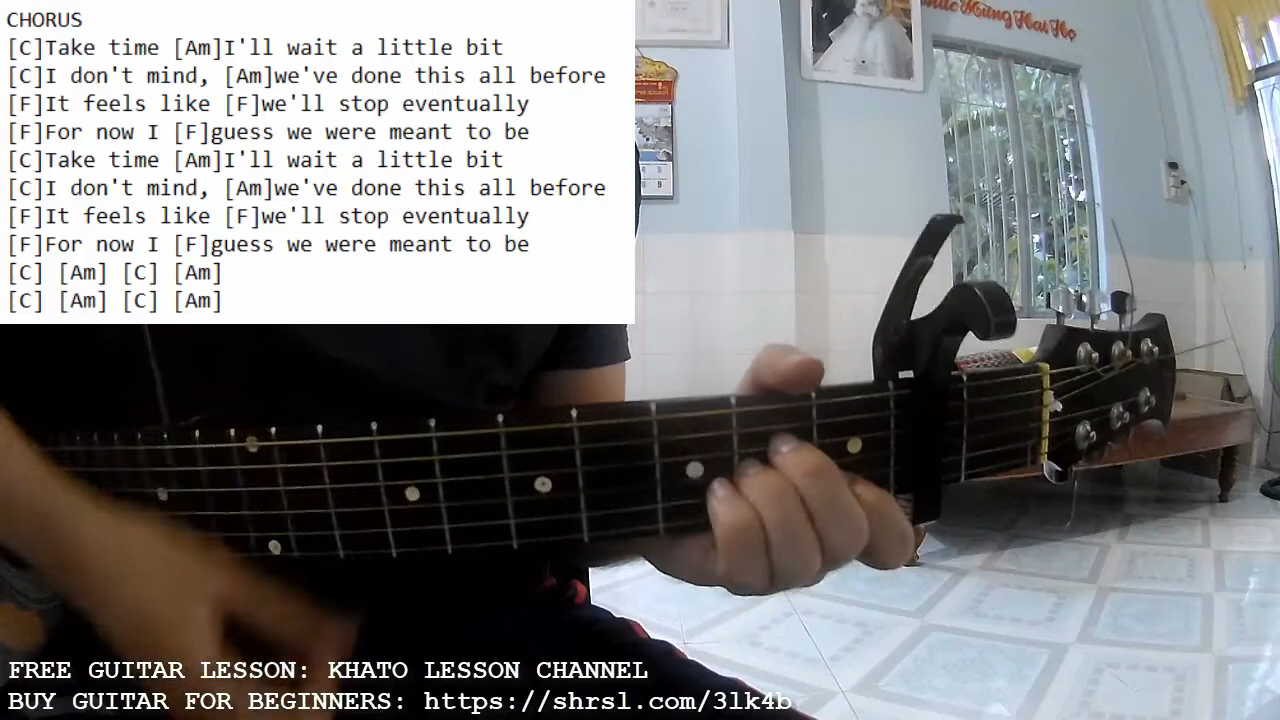 CHORUS
[C]Take time [Am]I'll wait a little bit
[C]I don't mind, [Am]we've done this all before
[F]It feels like [F]we'll stop eventually
[F]For now I [F]guess we were meant to be
[C]Take time [Am]I'll wait a little bit
[C]I don't mind, [Am]we've done this all before
[F]It feels like [F]we'll stop eventually
[F]For now I [F]guess we were meant to be
[C] [Am] [C] [Am]
[C] [Am] [C] [Am]
Mừng Hai Họ
FREE GUITAR LESSON: KHATO LESSON CHANNEL
BUY GUITAR FOR BEGINNERS: https://shrsl.com/3lk4b